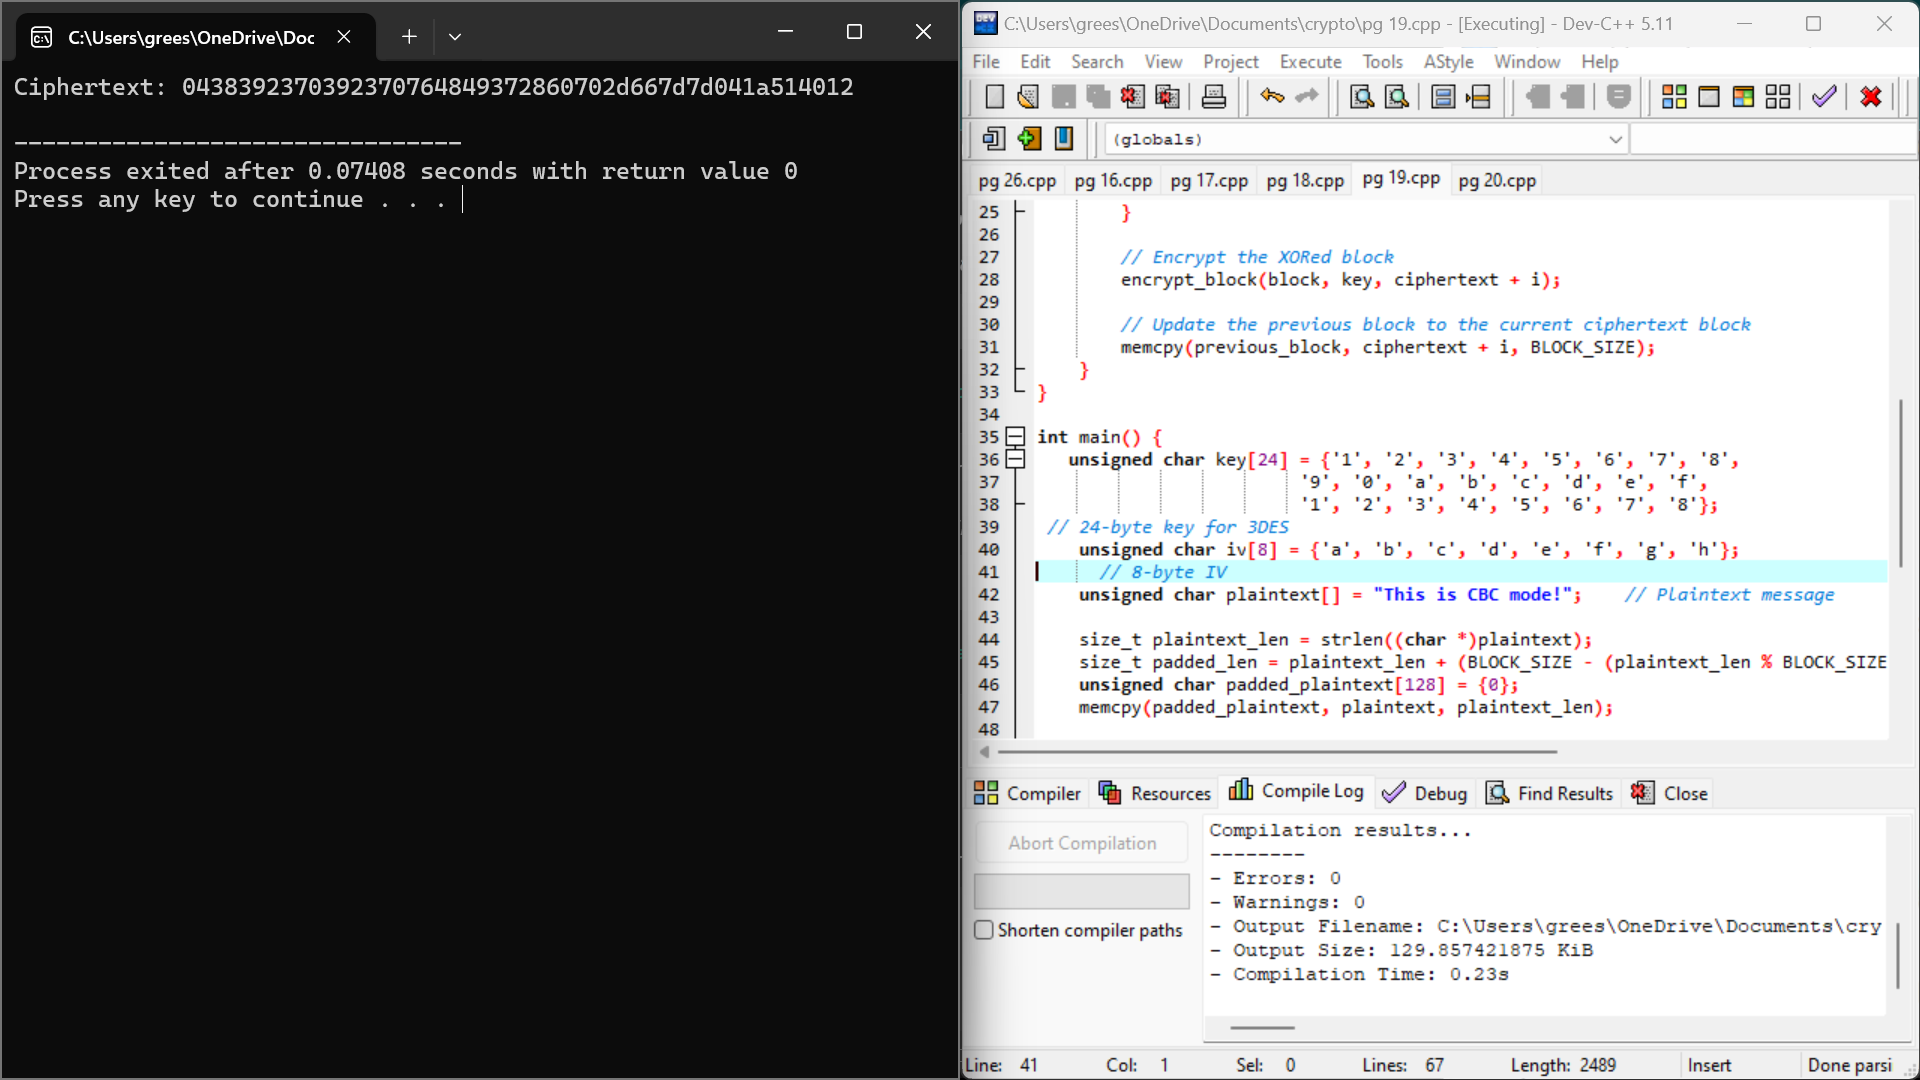 C:\Users\grees\OneDrive\Doc
Ciphertext: 043839237039237076484937286070​2d667d7d041a514012
--------------------------------
Process exited after 0.07408 seconds with return value 0
Press any key to continue . . .
C:\Users\grees\OneDrive\Documents\crypto\pg 19.cpp - [Executing] - Dev-C++ 5.11
File Edit Search View Project Execute Tools AStyle Window Help
(globals)
pg 26.cpp pg 16.cpp pg 17.cpp pg 18.cpp pg 19.cpp pg 20.cpp
25 }
26
27 // Encrypt the XORed block
28 encrypt_block(block, key, ciphertext + i);
29
30 // Update the previous block to the current ciphertext block
31 memcpy(previous_block, ciphertext + i, BLOCK_SIZE);
32 }
33 }
34
35 int main() {
36 unsigned char key[24] = {'1', '2', '3', '4', '5', '6', '7', '8',
37 '9', '0', 'a', 'b', 'c', 'd', 'e', 'f',
38 '1', '2', '3', '4', '5', '6', '7', '8'};
39 // 24-byte key for 3DES
40 unsigned char iv[8] = {'a', 'b', 'c', 'd', 'e', 'f', 'g', 'h'};
41 // 8-byte IV
42 unsigned char plaintext[] = "This is CBC mode!"; // Plaintext message
43
44 size_t plaintext_len = strlen((char *)plaintext);
45 size_t padded_len = plaintext_len + (BLOCK_SIZE - (plaintext_len % BLOCK_SIZE
46 unsigned char padded_plaintext[128] = {0};
47 memcpy(padded_plaintext, plaintext, plaintext_len);
48
Compiler Resources Compile Log Debug Find Results Close
Abort Compilation
Shorten compiler paths
Compilation results...
--------
- Errors: 0
- Warnings: 0
- Output Filename: C:\Users\grees\OneDrive\Documents\cry
- Output Size: 129.857421875 KiB
- Compilation Time: 0.23s
Line: 41 Col: 1 Sel: 0 Lines: 67 Length: 2489 Insert Done parsi